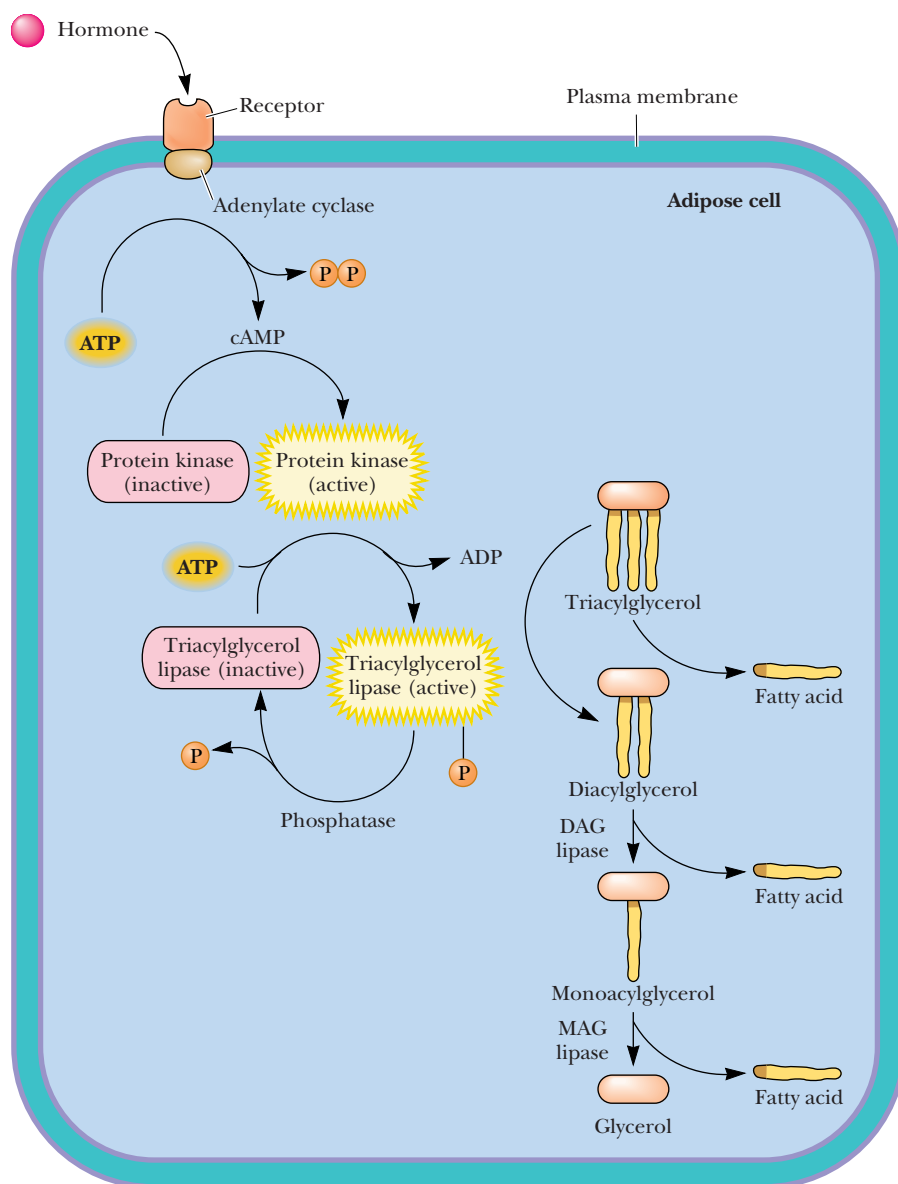 Hormone
Receptor
Plasma membrane
Adenylate cyclase
Adipose cell
P P
ATP
cAMP
Protein kinase
(inactive)
Protein kinase
(active)
ATP
ADP
Triacylglycerol
lipase (inactive)
Triacylglycerol
lipase (active)
P
P
Phosphatase
Triacylglycerol
Fatty acid
Diacylglycerol
DAG
lipase
Fatty acid
Monoacylglycerol
MAG
lipase
Fatty acid
Glycerol